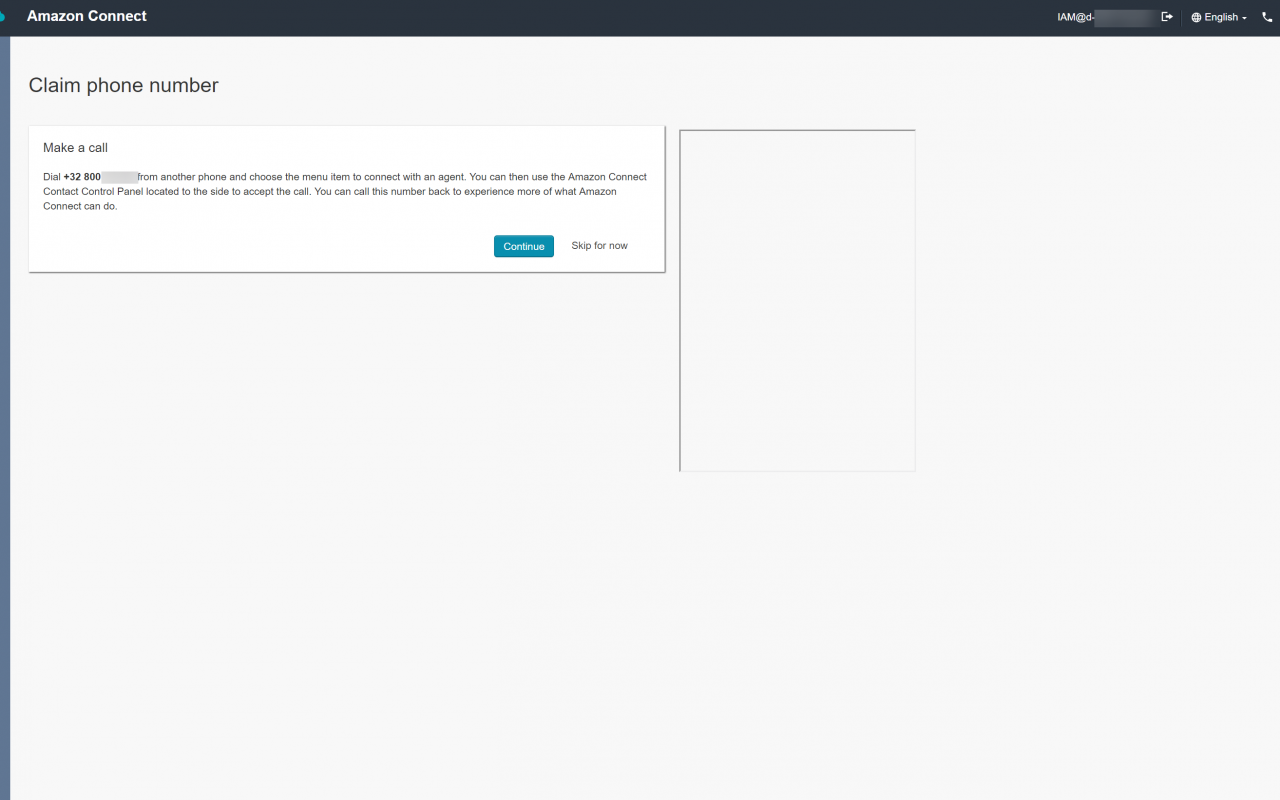 Amazon Connect
IAM@d-
English
Claim phone number
Make a call
Dial +32 800 from another phone and choose the menu item to connect with an agent. You can then use the Amazon Connect
Contact Control Panel located to the side to accept the call. You can call this number back to experience more of what Amazon
Connect can do.
Continue
Skip for now